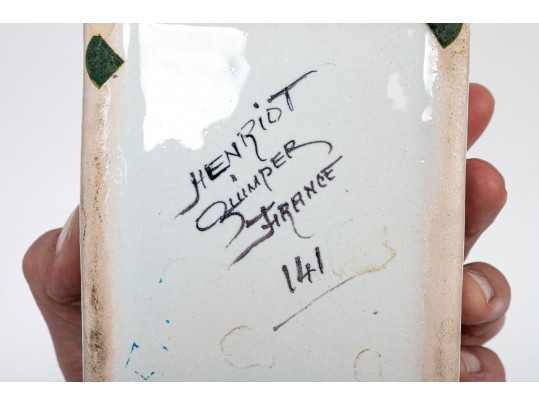 HENRIOT
QUIMPER
FRANCE
141